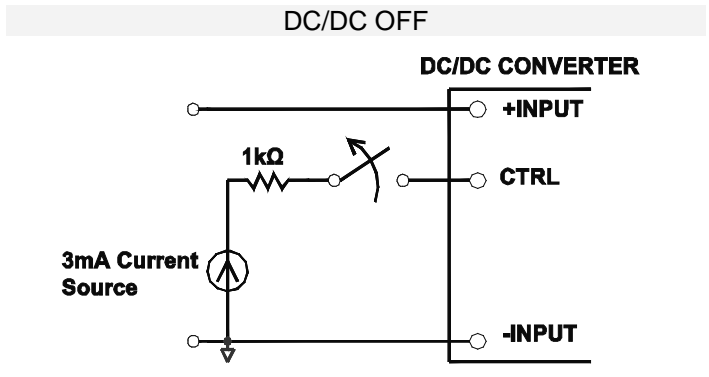 DC/DC OFF
DC/DC CONVERTER
+INPUT
1kΩ
CTRL
3mA Current
Source
-INPUT